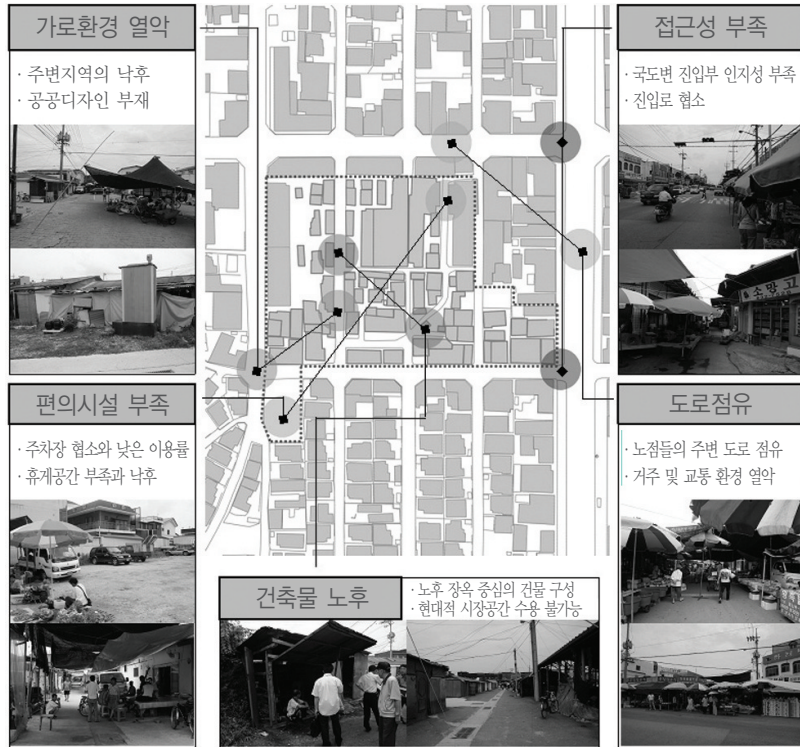 가로환경 열악
· 주변지역의 낙후
· 공공디자인 부재
접근성 부족
· 국도변 진입부 인지성 부족
· 진입로 협소
소망고
편의시설 부족
· 주차장 협소와 낮은 이용률
· 휴게공간 부족과 낙후
도로점유
· 노점들의 주변 도로 점유
· 거주 및 교통 환경 열악
건축물 노후
· 노후 장옥 중심의 건물 구성
· 현대적 시장공간 수용 불가능